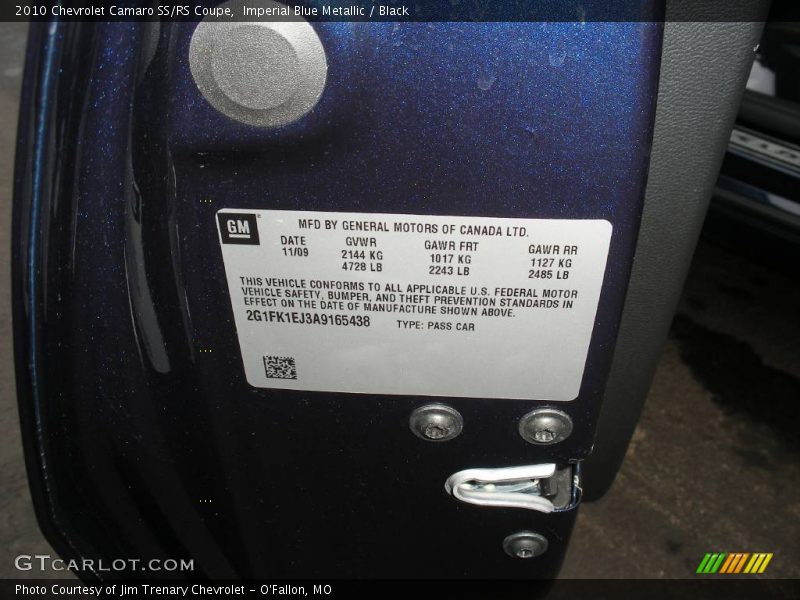 2010 Chevrolet Camaro SS/RS Coupe,  Imperial Blue Metallic / Black
GM
MFD BY GENERAL MOTORS OF CANADA LTD.
DATE GVWR GAWR FRT GAWR RR
11/09 2144 KG 1017 KG 1127 KG
4728 LB 2243 LB 2485 LB
THIS VEHICLE CONFORMS TO ALL APPLICABLE U.S. FEDERAL MOTOR
VEHICLE SAFETY, BUMPER, AND THEFT PREVENTION STANDARDS IN
EFFECT ON THE DATE OF MANUFACTURE SHOWN ABOVE.
2G1FK1EJ3A9165438 TYPE: PASS CAR
GTCARLOT.COM
Photo Courtesy of Jim Trenary Chevrolet - O'Fallon, MO